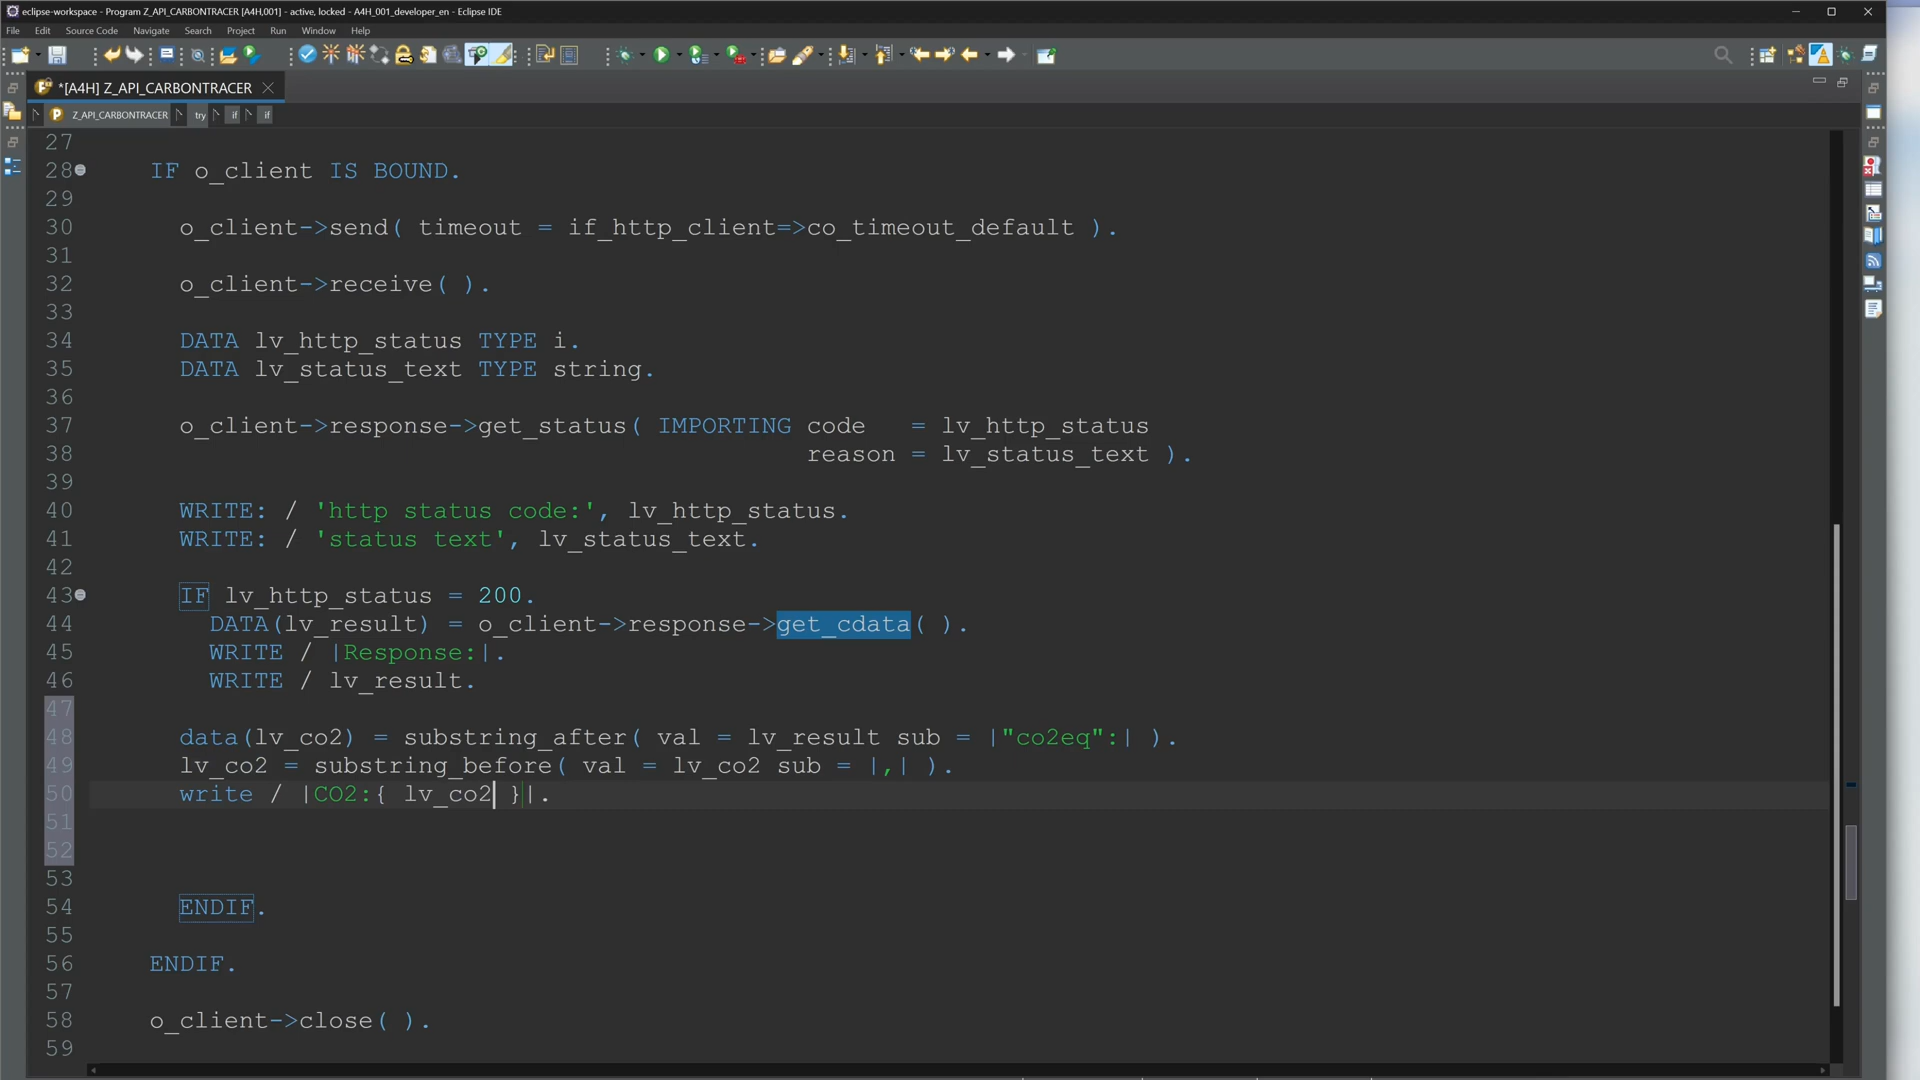 eclipse-workspace - Program Z_API_CARBONTRACER [A4H,001] - active, locked - A4H_001_developer_en - Eclipse IDE
File Edit Source Code Navigate Search Project Run Window Help
*[A4H] Z_API_CARBONTRACER
Z_API_CARBONTRACER try if if
27
28 IF o_client IS BOUND.
29
30 o_client->send( timeout = if_http_client=>co_timeout_default ).
31
32 o_client->receive( ).
33
34 DATA lv_http_status TYPE i.
35 DATA lv_status_text TYPE string.
36
37 o_client->response->get_status( IMPORTING code   = lv_http_status
38 reason = lv_status_text ).
39
40 WRITE: / 'http status code:', lv_http_status.
41 WRITE: / 'status text', lv_status_text.
42
43 IF lv_http_status = 200.
44 DATA(lv_result) = o_client->response->get_cdata( ).
45 WRITE / |Response:|.
46 WRITE / lv_result.
47
48 data(lv_co2) = substring_after( val = lv_result sub = |"co2eq":| ).
49 lv_co2 = substring_before( val = lv_co2 sub = |,| ).
50 write / |CO2:{ lv_co2 }|.
51
52
53
54 ENDIF.
55
56 ENDIF.
57
58 o_client->close( ).
59